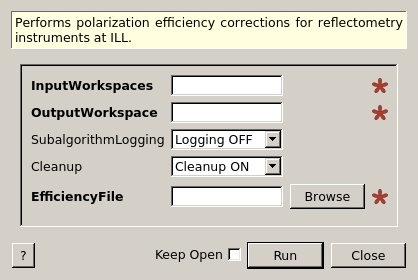 Performs polarization efficiency corrections for reflectometry
instruments at ILL.
InputWorkspaces
OutputWorkspace
SubalgorithmLogging Logging OFF
Cleanup Cleanup ON
EfficiencyFile Browse
? Keep Open Run Close